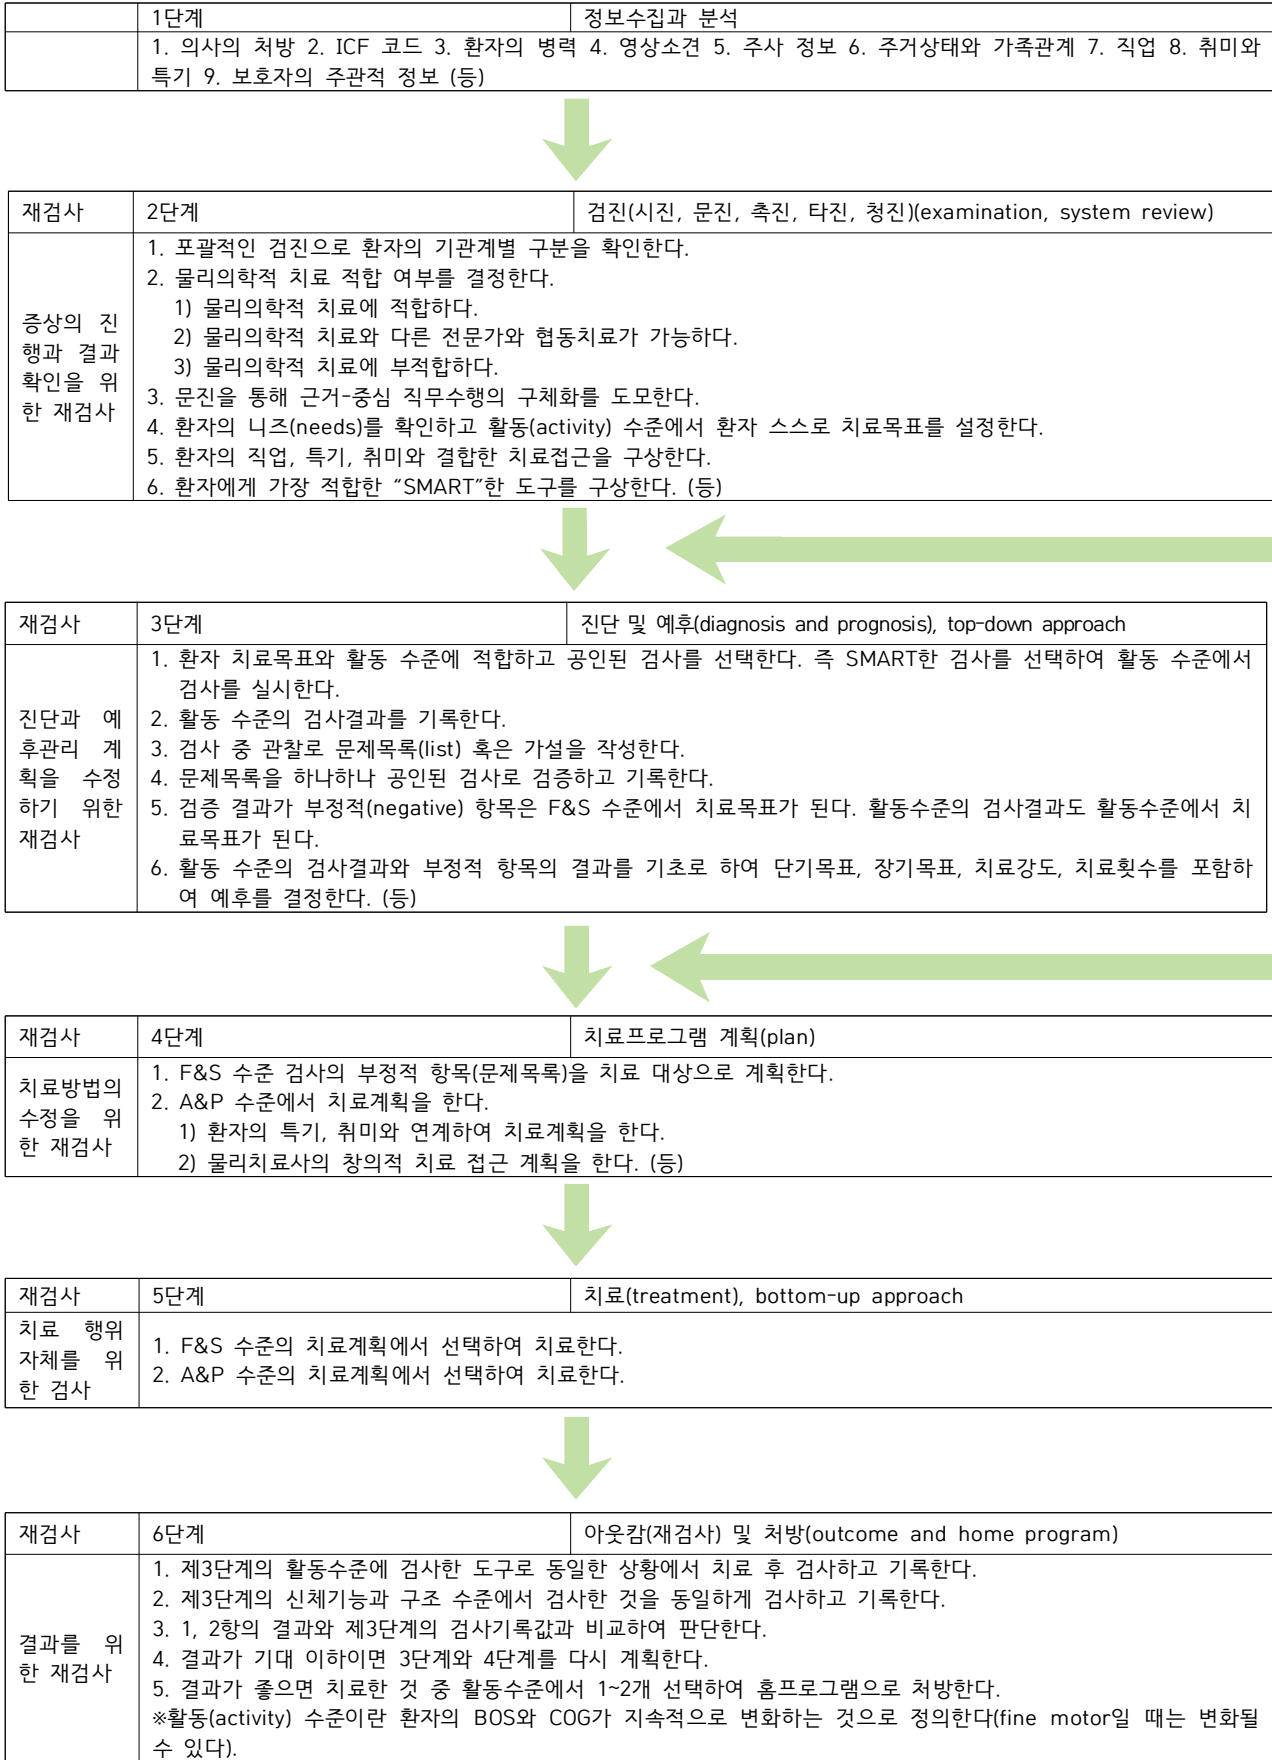 1단계 정보수집과 분석
1. 의사의 처방 2. ICF 코드 3. 환자의 병력 4. 영상소견 5. 주사 정보 6. 주거상태와 가족관계 7. 직업 8. 취미와
특기 9. 보호자의 주관적 정보 (등)
재검사 2단계 검진(시진, 문진, 촉진, 타진, 청진)(examination, system review)
증상의 진
행과 결과
확인을 위
한 재검사
1. 포괄적인 검진으로 환자의 기관계별 구분을 확인한다.
2. 물리의학적 치료 적합 여부를 결정한다.
1) 물리의학적 치료에 적합하다.
2) 물리의학적 치료와 다른 전문가와 협동치료가 가능하다.
3) 물리의학적 치료에 부적합하다.
3. 문진을 통해 근거-중심 직무수행의 구체화를 도모한다.
4. 환자의 니즈(needs)를 확인하고 활동(activity) 수준에서 환자 스스로 치료목표를 설정한다.
5. 환자의 직업, 특기, 취미와 결합한 치료접근을 구상한다.
6. 환자에게 가장 적합한 “SMART”한 도구를 구상한다. (등)
재검사 3단계 진단 및 예후(diagnosis and prognosis), top-down approach
진단과 예
후관리 계
획을 수정
하기 위한
재검사
1. 환자 치료목표와 활동 수준에 적합하고 공인된 검사를 선택한다. 즉 SMART한 검사를 선택하여 활동 수준에서
검사를 실시한다.
2. 활동 수준의 검사결과를 기록한다.
3. 검사 중 관찰로 문제목록(list) 혹은 가설을 작성한다.
4. 문제목록을 하나하나 공인된 검사로 검증하고 기록한다.
5. 검증 결과가 부정적(negative) 항목은 F&S 수준에서 치료목표가 된다. 활동수준의 검사결과도 활동수준에서 치
료목표가 된다.
6. 활동 수준의 검사결과와 부정적 항목의 결과를 기초로 하여 단기목표, 장기목표, 치료강도, 치료횟수를 포함하
여 예후를 결정한다. (등)
재검사 4단계 치료프로그램 계획(plan)
치료방법의
수정을 위
한 재검사
1. F&S 수준 검사의 부정적 항목(문제목록)을 치료 대상으로 계획한다.
2. A&P 수준에서 치료계획을 한다.
1) 환자의 특기, 취미와 연계하여 치료계획을 한다.
2) 물리치료사의 창의적 치료 접근 계획을 한다. (등)
재검사 5단계 치료(treatment), bottom-up approach
치료 행위
자체를 위
한 검사
1. F&S 수준의 치료계획에서 선택하여 치료한다.
2. A&P 수준의 치료계획에서 선택하여 치료한다.
재검사 6단계 아웃캄(재검사) 및 처방(outcome and home program)
결과를 위
한 재검사
1. 제3단계의 활동수준에 검사한 도구로 동일한 상황에서 치료 후 검사하고 기록한다.
2. 제3단계의 신체기능과 구조 수준에서 검사한 것을 동일하게 검사하고 기록한다.
3. 1, 2항의 결과와 제3단계의 검사기록값과 비교하여 판단한다.
4. 결과가 기대 이하이면 3단계와 4단계를 다시 계획한다.
5. 결과가 좋으면 치료한 것 중 활동수준에서 1~2개 선택하여 홈프로그램으로 처방한다.
※활동(activity) 수준이란 환자의 BOS와 COG가 지속적으로 변화하는 것으로 정의한다(fine motor일 때는 변화될
수 있다).